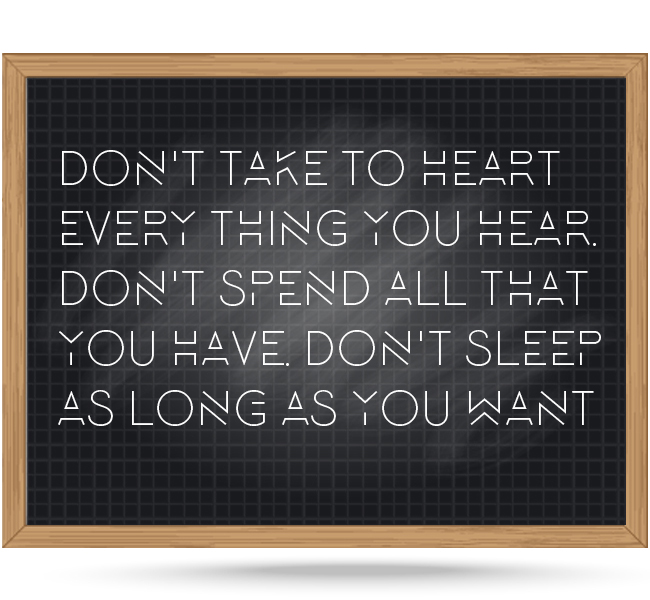 DON'T TAKE TO HEART
EVERY THING YOU HEAR.
DON'T SPEND ALL THAT
YOU HAVE. DON'T SLEEP
AS LONG AS YOU WANT